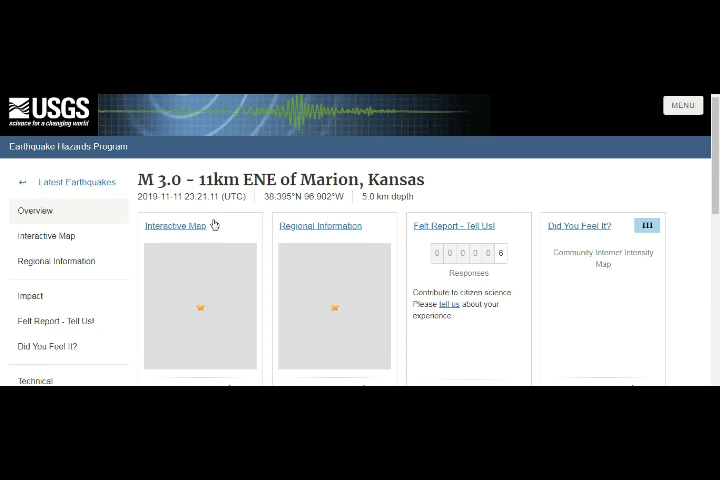 USGS
science for a changing world
MENU
Earthquake Hazards Program
↩ Latest Earthquakes
Overview
Interactive Map
Regional Information
Impact
Felt Report - Tell Us!
Did You Feel It?
Technical
M 3.0 - 11km ENE of Marion, Kansas
2019-11-11 23:21:11 (UTC) 38.395°N 96.902°W 5.0 km depth
Interactive Map
Regional Information
Felt Report - Tell Us!
0 0 0 0 0 6
Responses
Contribute to citizen science.
Please tell us about your
experience.
Did You Feel It? III
Community Internet Intensity
Map